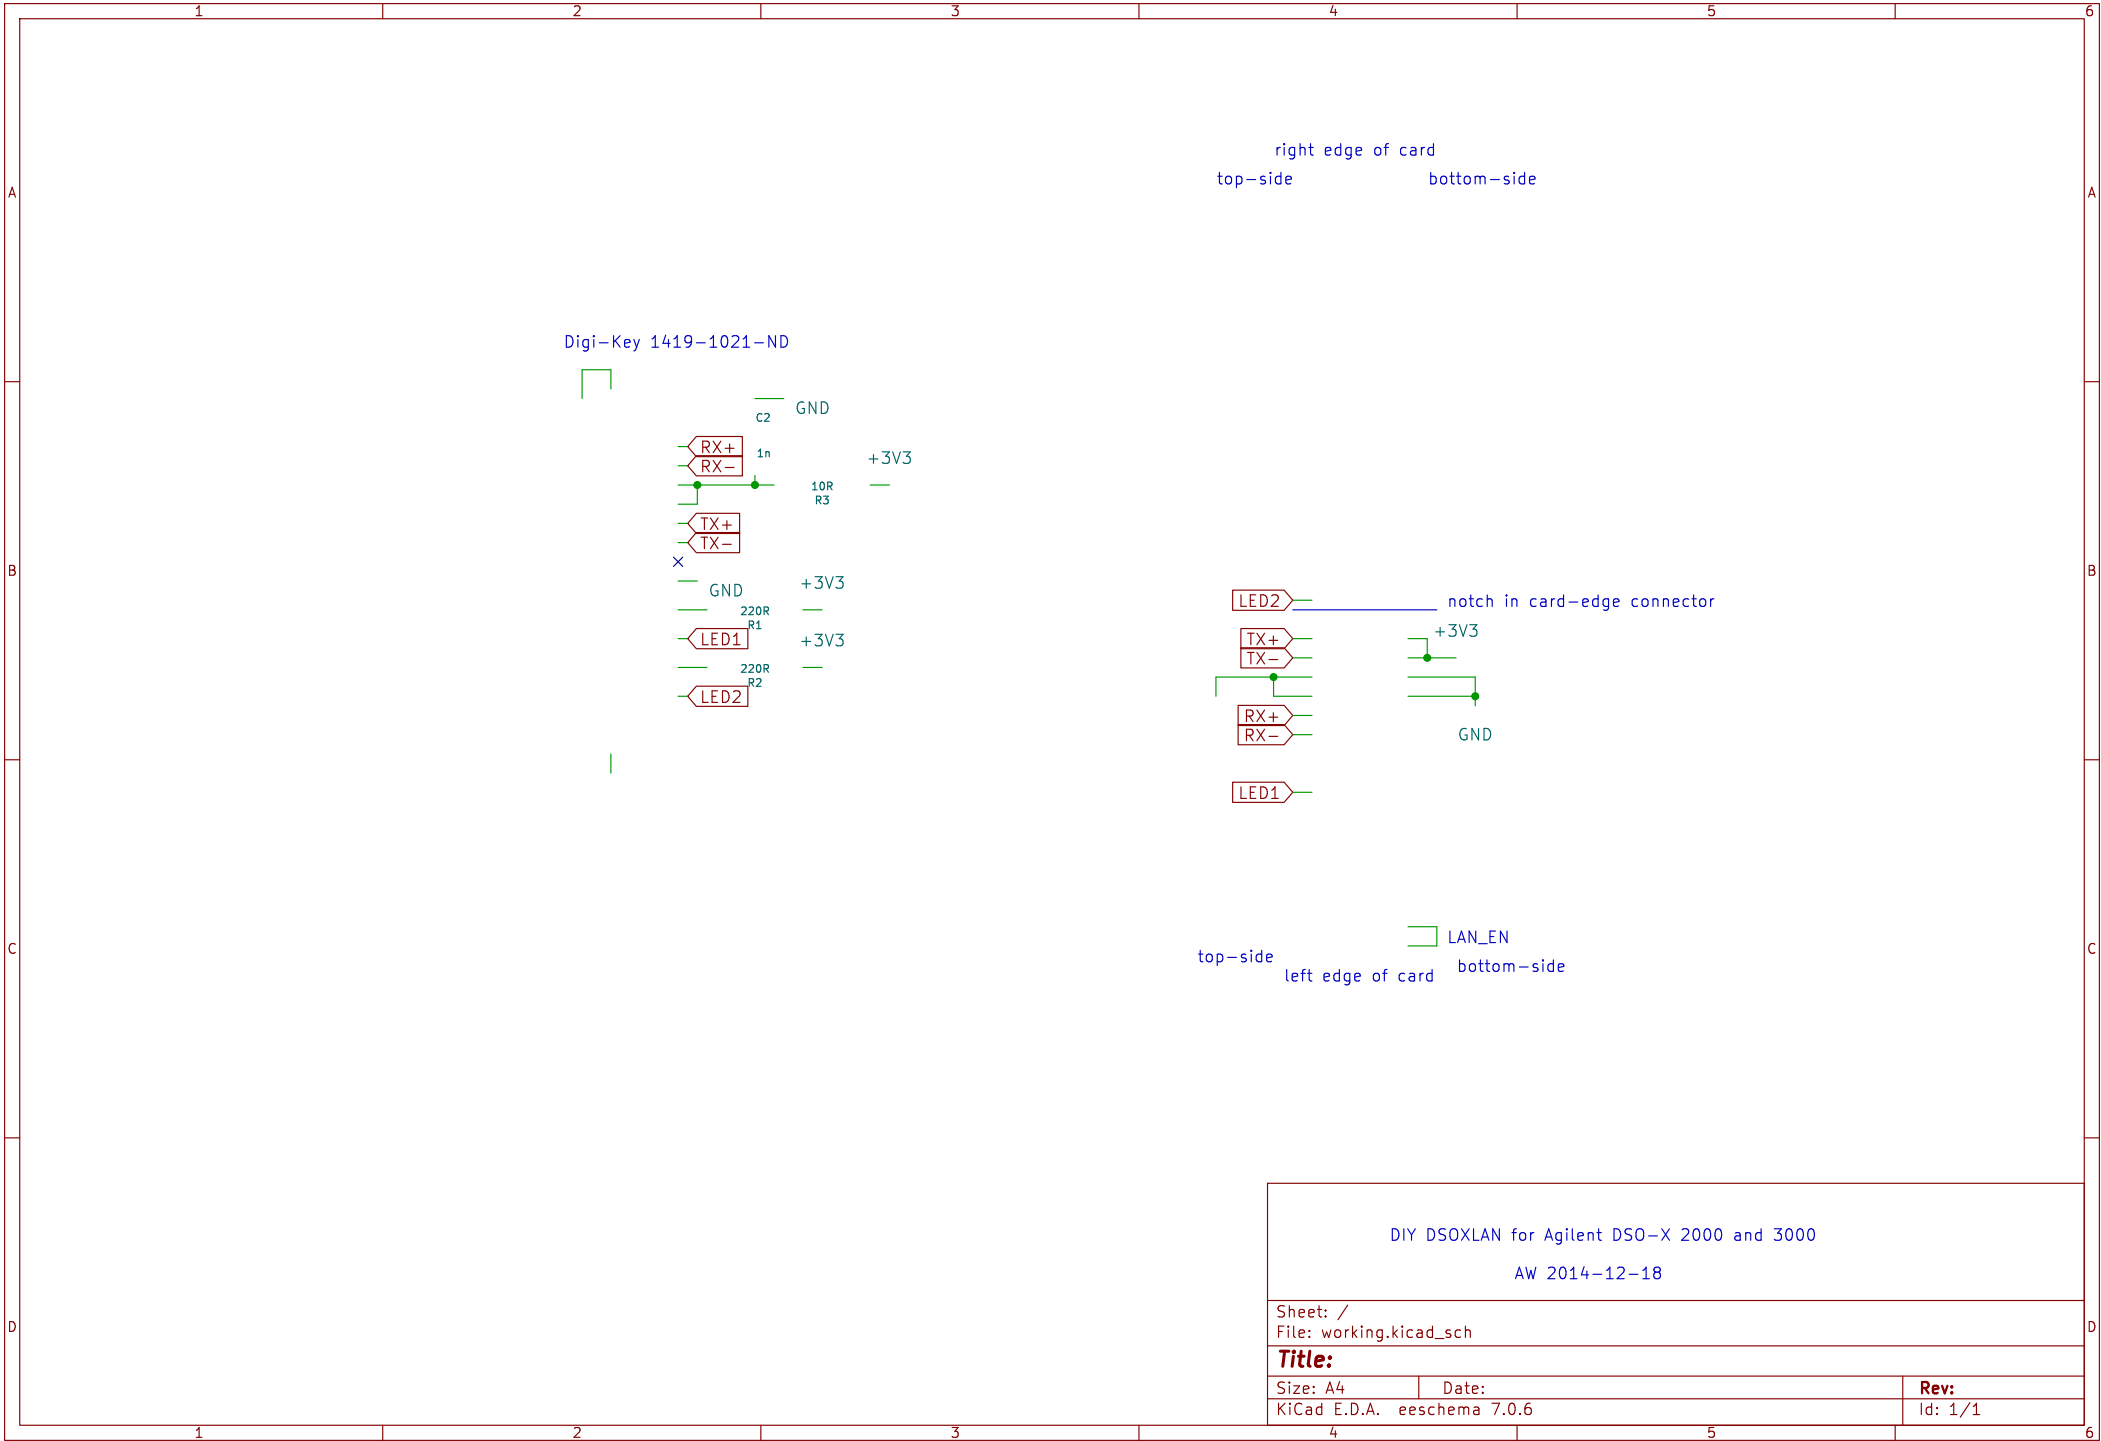 1 2 3 4 5 6
right edge of card
top-side bottom-side
A A
Digi-Key 1419-1021-ND
GND
C2
RX+
1n
+3V3
RX-
10R
R3
TX+
TX-
B B
+3V3
GND
220R
R1
LED1
+3V3
220R
R2
LED2
LED2
notch in card-edge connector
TX+
+3V3
TX-
RX+
RX-
GND
LED1
LAN_EN
C C
top-side
bottom-side
left edge of card
DIY DSOXLAN for Agilent DSO-X 2000 and 3000
AW 2014-12-18
Sheet: /
File: working.kicad_sch
D D
Title:
Size: A4 Date: Rev:
KiCad E.D.A. eeschema 7.0.6 Id: 1/1
1 2 3 4 5 6